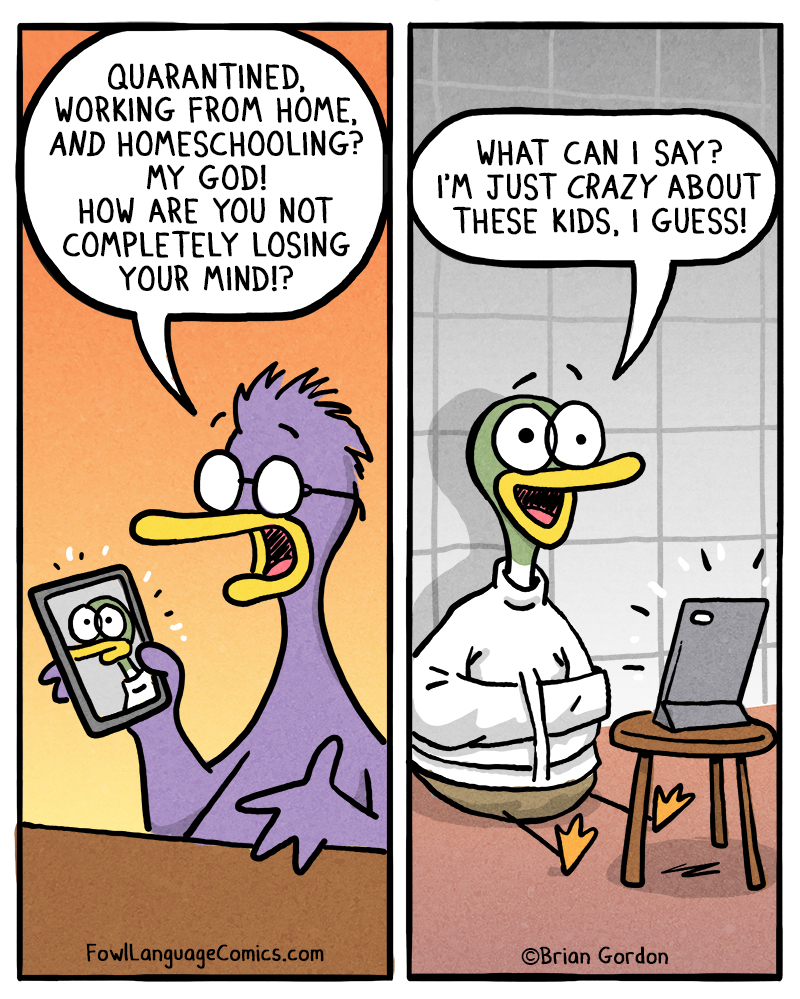 QUARANTINED,
WORKING FROM HOME,
AND HOMESCHOOLING?
MY GOD!
HOW ARE YOU NOT
COMPLETELY LOSING
YOUR MIND!?
WHAT CAN I SAY?
I'M JUST CRAZY ABOUT
THESE KIDS, I GUESS!
FowlLanguageComics.com
©Brian Gordon